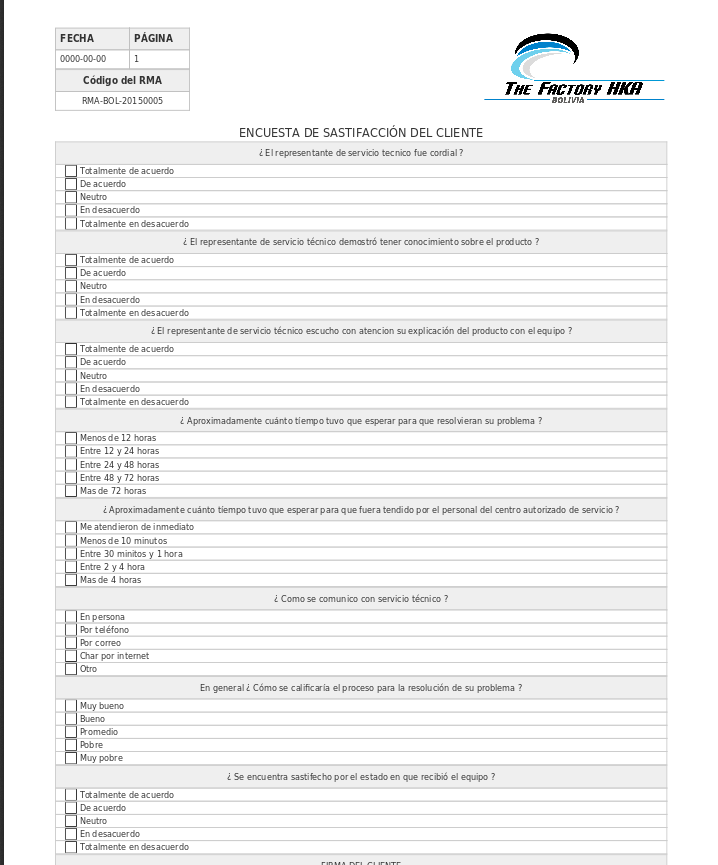 FECHA PÁGINA
0000-00-00 1
Código del RMA
RMA-BOL-20150005
THE FACTORY HKA
BOLIVIA
ENCUESTA DE SASTIFACCIÓN DEL CLIENTE
¿ El representante de servicio tecnico fue cordial ?
Totalmente de acuerdo
De acuerdo
Neutro
En desacuerdo
Totalmente en desacuerdo
¿ El representante de servicio técnico demostró tener conocimiento sobre el producto ?
Totalmente de acuerdo
De acuerdo
Neutro
En desacuerdo
Totalmente en desacuerdo
¿ El representante de servicio técnico escucho con atencion su explicación del producto con el equipo ?
Totalmente de acuerdo
De acuerdo
Neutro
En desacuerdo
Totalmente en desacuerdo
¿ Aproximadamente cuánto tíempo tuvo que esperar para que resolvieran su problema ?
Menos de 12 horas
Entre 12 y 24 horas
Entre 24 y 48 horas
Entre 48 y 72 horas
Mas de 72 horas
¿ Aproximadamente cuánto tíempo tuvo que esperar para que fuera tendido por el personal del centro autorizado de servicio ?
Me atendieron de inmediato
Menos de 10 minutos
Entre 30 minitos y 1 hora
Entre 2 y 4 hora
Mas de 4 horas
¿ Como se comunico con servicio técnico ?
En persona
Por teléfono
Por correo
Char por internet
Otro
En general ¿ Cómo se calificaría el proceso para la resolución de su problema ?
Muy bueno
Bueno
Promedio
Pobre
Muy pobre
¿ Se encuentra sastifecho por el estado en que recibió el equipo ?
Totalmente de acuerdo
De acuerdo
Neutro
En desacuerdo
Totalmente en desacuerdo
FIRMA DEL CLIENTE